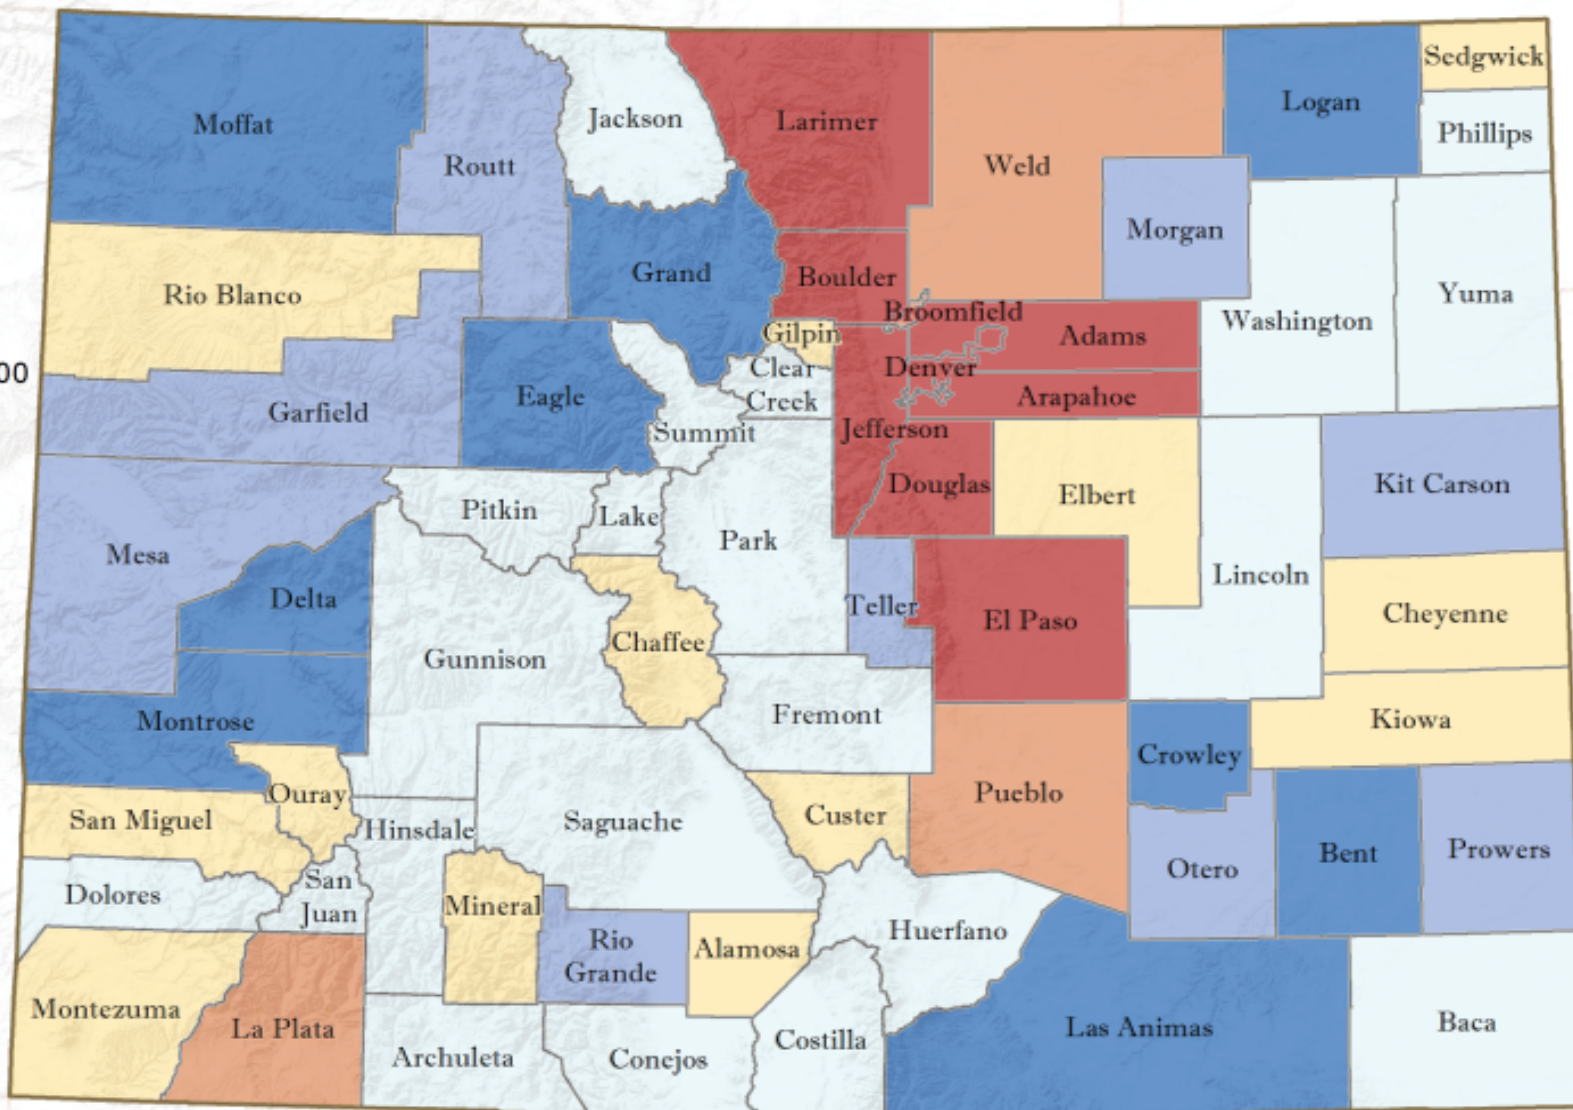 Sedgwick
Logan
Jackson
Larimer
Moffat
Phillips
Routt
Weld
Morgan
Grand
Boulder
Rio Blanco
Yuma
Broomfield
Washington
Gilpin
Adams
Clear
Creek
Denver
00
Eagle
Arapahoe
Garfield
Summit
Jefferson
Douglas
Elbert
Kit Carson
Pitkin
Lake
Park
Mesa
Lincoln
Delta
Teller
El Paso
Cheyenne
Chaffee
Gunnison
Fremont
Kiowa
Montrose
Crowley
Ouray
Pueblo
San Miguel
Hinsdale
Saguache
Custer
Otero
Bent
Prowers
Dolores
San
Juan
Mineral
Huerfano
Rio
Grande
Alamosa
Montezuma
La Plata
Las Animas
Baca
Archuleta
Conejos
Costilla